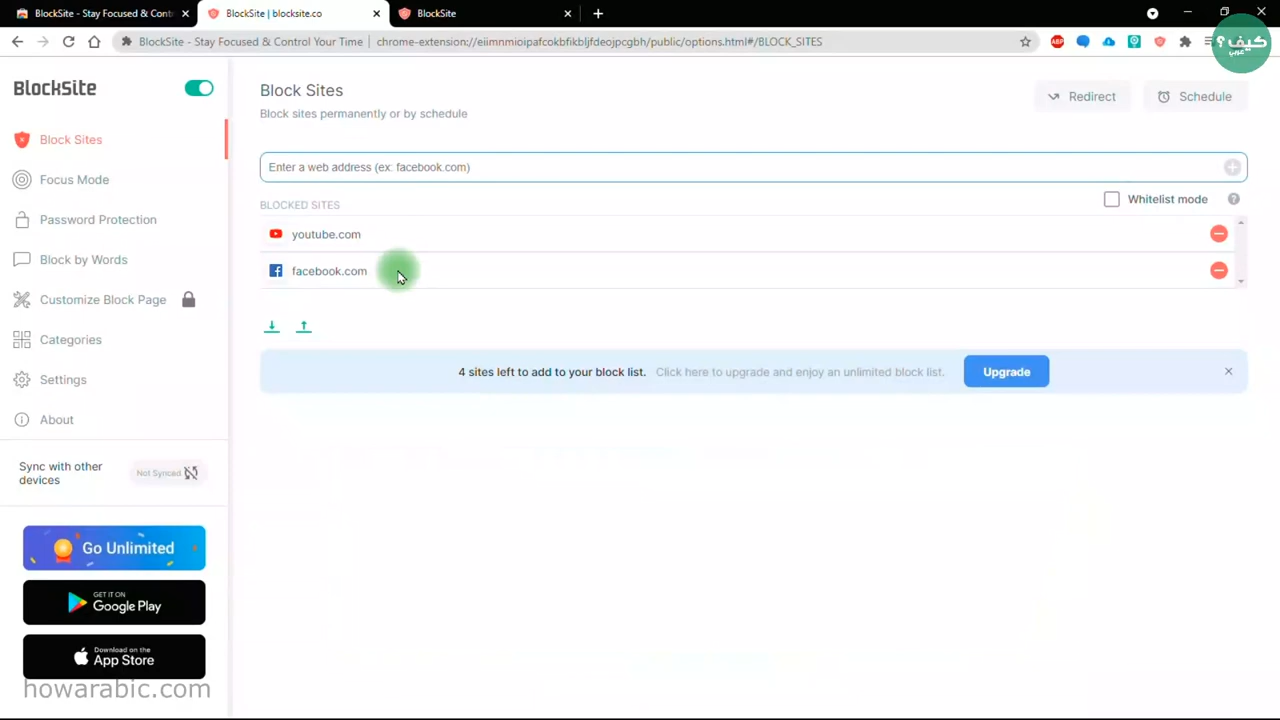 BlockSite - Stay Focused & Contr
BlockSite | blocksite.co
BlockSite
BlockSite - Stay Focused & Control Your Time
chrome-extension://eiimnmioipafcokbfikbljfdeojpcgbh/public/options.html#/BLOCK_SITES
ABP
كيف ؟
عربي
BlockSite
Block Sites
Focus Mode
Password Protection
Block by Words
Customize Block Page
Categories
Settings
About
Sync with other
devices
Not Synced
Go Unlimited
GET IT ON
Google Play
Download on the
App Store
howarabic.com
Block Sites
Block sites permanently or by schedule
Redirect
Schedule
Enter a web address (ex: facebook.com)
BLOCKED SITES
Whitelist mode
?
youtube.com
facebook.com
4 sites left to add to your block list.
Click here to upgrade and enjoy an unlimited block list.
Upgrade